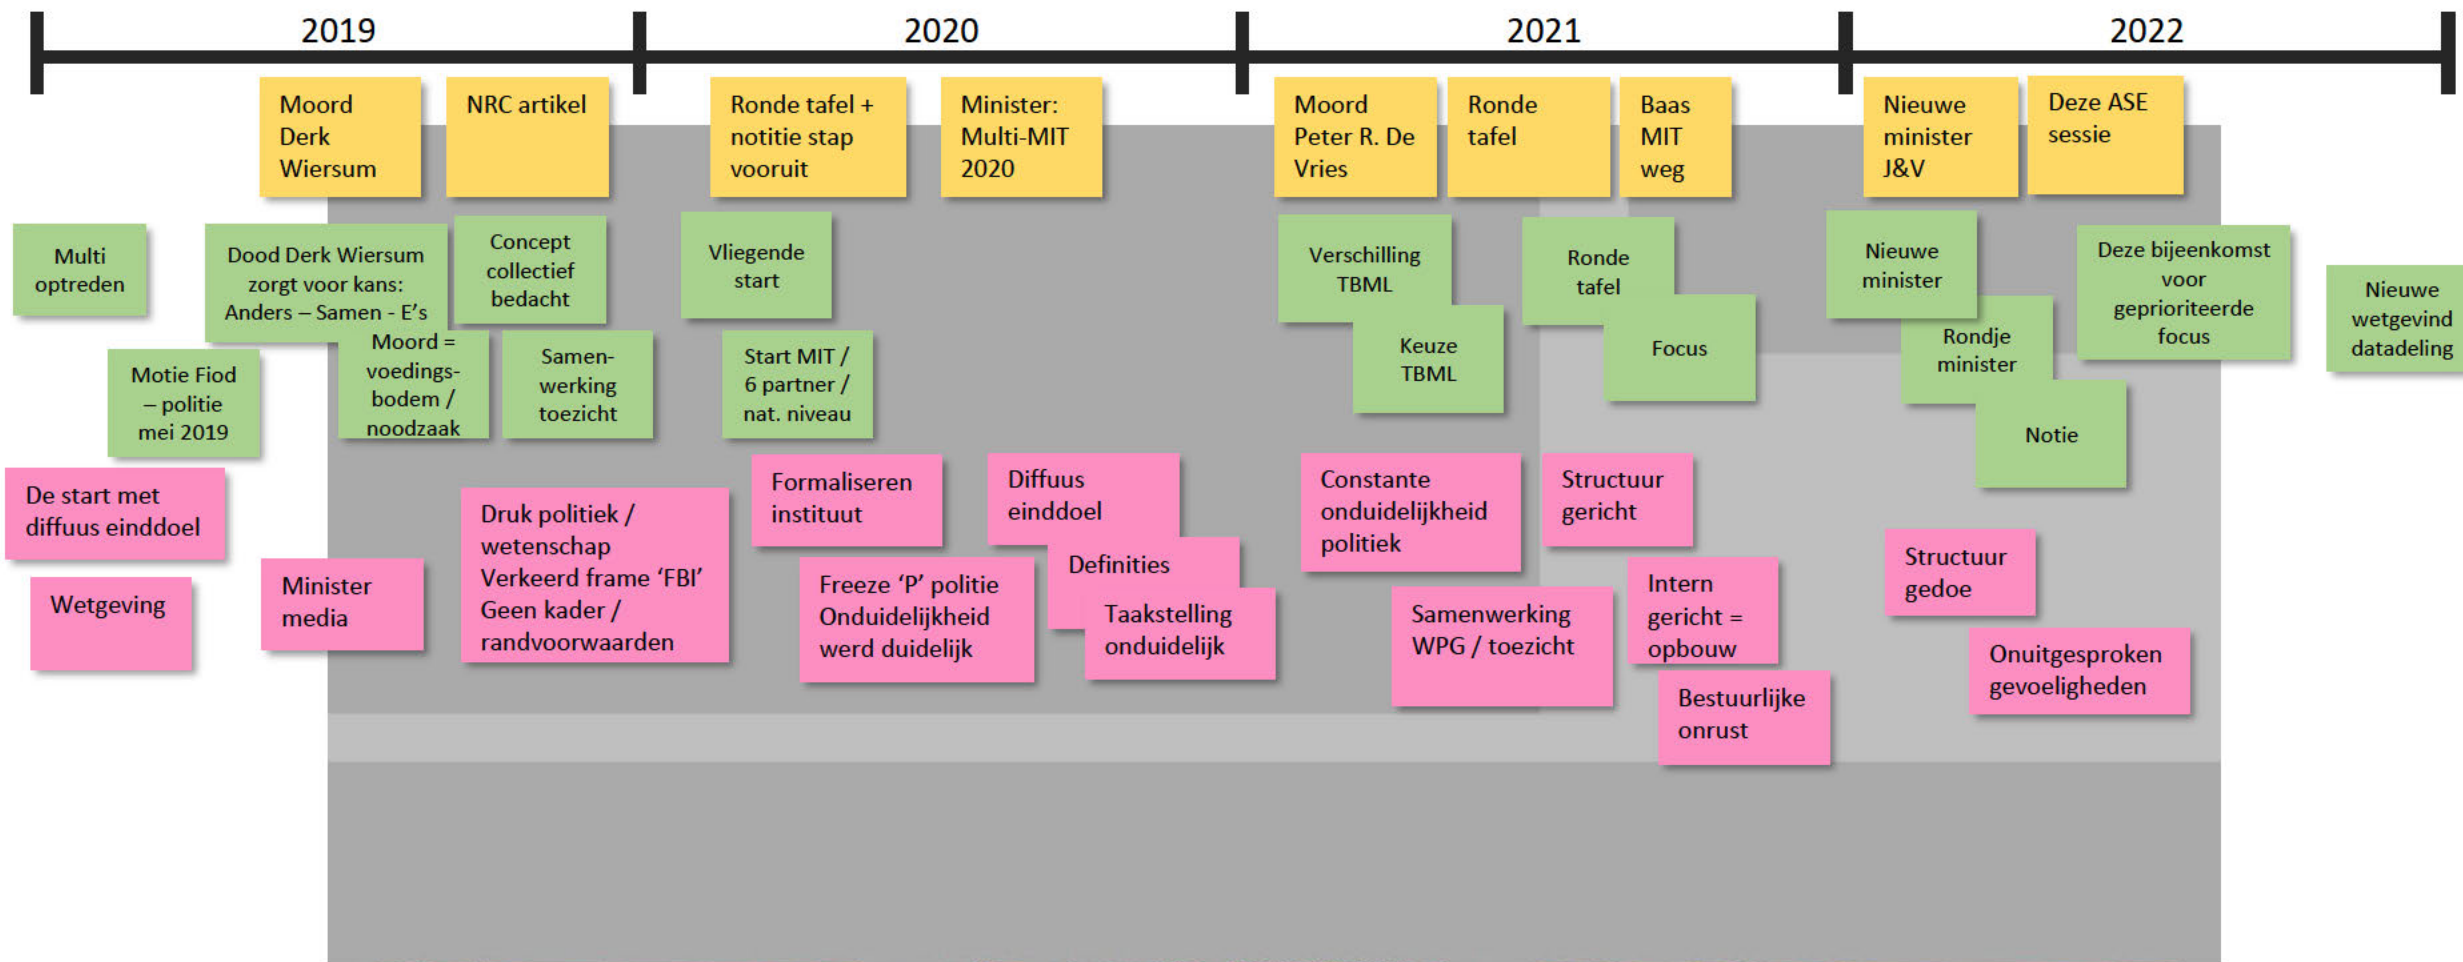 2019
2020
2021
2022
Moord
Derk
Wiersum
NRC artikel
Ronde tafel +
notitie stap
vooruit
Minister:
Multi-MIT
2020
Moord
Peter R. De
Vries
Ronde
tafel
Baas
MIT
weg
Nieuwe
minister
J&V
Deze ASE
sessie
Multi
optreden
Dood Derk Wiersum
zorgt voor kans:
Anders – Samen - E's
Concept
collectief
bedacht
Vliegende
start
Verschilling
TBML
Ronde
tafel
Nieuwe
minister
Deze bijeenkomst
voor
geprioriteerde
focus
Nieuwe
wetgevind
datadeling
Motie Fiod
– politie
mei 2019
Moord =
voedings-
bodem /
noodzaak
Samen-
werking
toezicht
Start MIT /
6 partner /
nat. niveau
Keuze
TBML
Focus
Rondje
minister
Notie
De start met
diffuus einddoel
Wetgeving
Minister
media
Druk politiek /
wetenschap
Verkeerd frame ‘FBI’
Geen kader /
randvoorwaarden
Formaliseren
instituut
Freeze ‘P’ politie
Onduidelijkheid
werd duidelijk
Diffuus
einddoel
Definities
Taakstelling
onduidelijk
Constante
onduidelijkheid
politiek
Samenwerking
WPG / toezicht
Structuur
gericht
Intern
gericht =
opbouw
Bestuurlijke
onrust
Structuur
gedoe
Onuitgesproken
gevoeligheden